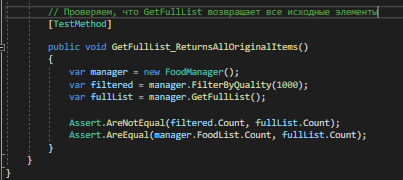 // Проверяем, что GetFullList возвращает все исходные элементы
[TestMethod]
public void GetFullList_ReturnsAllOriginalItems()
{
var manager = new FoodManager();
var filtered = manager.FilterByQuality(1000);
var fullList = manager.GetFullList();
Assert.AreNotEqual(filtered.Count, fullList.Count);
Assert.AreEqual(manager.FoodList.Count, fullList.Count);
}
}
}